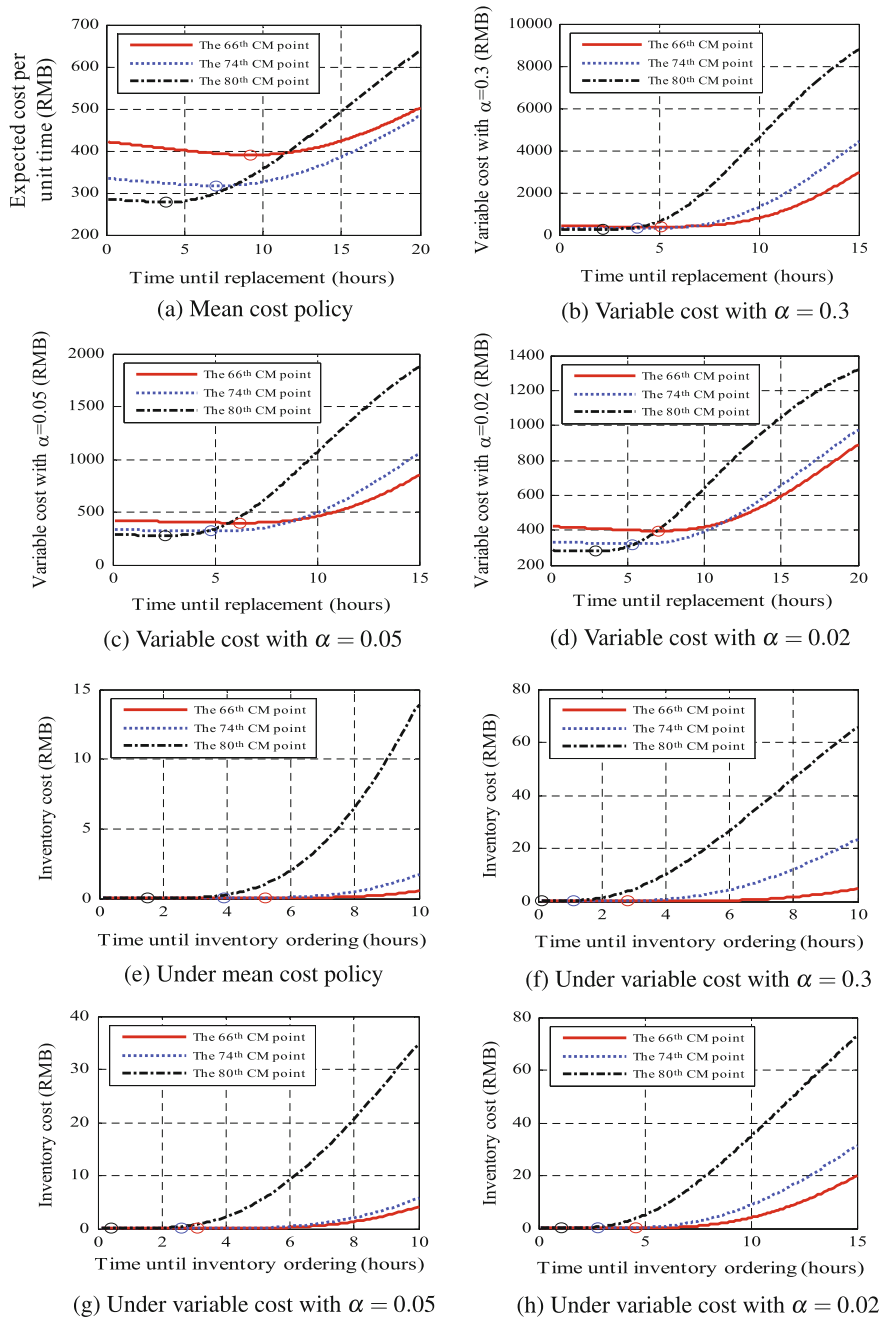 700
600
500
400
300
200
0
5
10
15
20
The 66th CM point
The 74th CM point
The 80th CM point
Expected cost per
unit time (RMB)
Time until replacement (hours)
(a) Mean cost policy
10000
8000
6000
4000
2000
0
0
5
10
15
The 66th CM point
The 74th CM point
The 80th CM point
Variable cost with α=0.3 (RMB)
Time until replacement (hours)
(b) Variable cost with α = 0.3
2000
1500
1000
500
0
0
5
10
15
The 66th CM point
The 74th CM point
The 80th CM point
Variable cost with α=0.05 (RMB)
Time until replacement (hours)
(c) Variable cost with α = 0.05
1400
1200
1000
800
600
400
200
0
5
10
15
20
The 66th CM point
The 74th CM point
The 80th CM point
Variable cost with α=0.02 (RMB)
Time until replacement (hours)
(d) Variable cost with α = 0.02
15
10
5
0
0
2
4
6
8
10
The 66th CM point
The 74th CM point
The 80th CM point
Inventory cost (RMB)
Time until inventory ordering (hours)
(e) Under mean cost policy
80
60
40
20
0
0
2
4
6
8
10
The 66th CM point
The 74th CM point
The 80th CM point
Inventory cost (RMB)
Time until inventory ordering (hours)
(f) Under variable cost with α = 0.3
40
30
20
10
0
0
2
4
6
8
10
The 66th CM point
The 74th CM point
The 80th CM point
Inventory cost (RMB)
Time until inventory ordering (hours)
(g) Under variable cost with α = 0.05
80
60
40
20
0
0
5
10
15
The 66th CM point
The 74th CM point
The 80th CM point
Inventory cost (RMB)
Time until inventory ordering (hours)
(h) Under variable cost with α = 0.02